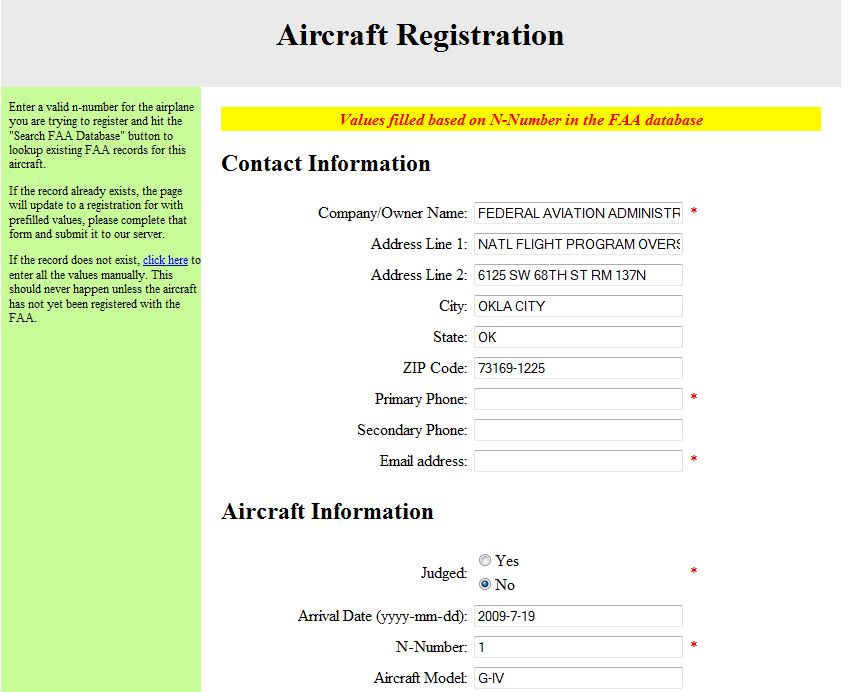 Aircraft Registration
Enter a valid n-number for the airplane
you are trying to register and hit the
"Search FAA Database" button to
lookup existing FAA records for this
aircraft.
If the record already exists, the page
will update to a registration for with
prefilled values, please complete that
form and submit it to our server.
If the record does not exist, click here to
enter all the values manually. This
should never happen unless the aircraft
has not yet been registered with the
FAA.
Values filled based on N-Number in the FAA database
Contact Information
Company/Owner Name: FEDERAL AVIATION ADMINISTR *
Address Line 1: NATL FLIGHT PROGRAM OVERS
Address Line 2: 6125 SW 68TH ST RM 137N
City: OKLA CITY
State: OK
ZIP Code: 73169-1225
Primary Phone: *
Secondary Phone:
Email address: *
Aircraft Information
Judged: Yes *
No
Arrival Date (yyyy-mm-dd): 2009-7-19
N-Number: 1 *
Aircraft Model: G-IV